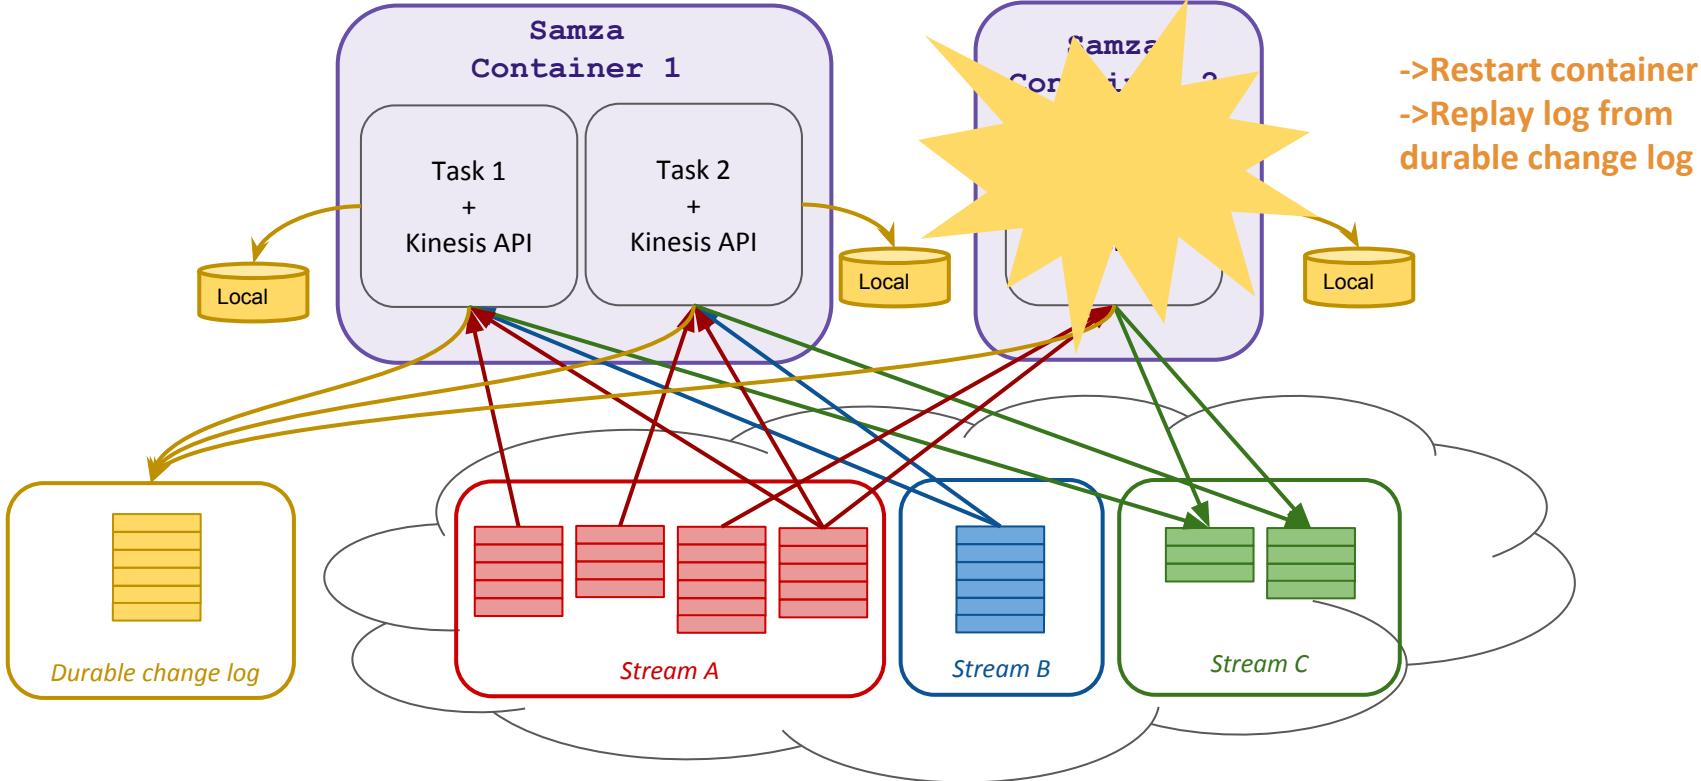 Samza
Container 1
Samza
->Restart container
->Replay log from
durable change log
Task 1
+
Kinesis API
Task 2
+
Kinesis API
Local
Local
Local
Durable change log
Stream A
Stream B
Stream C